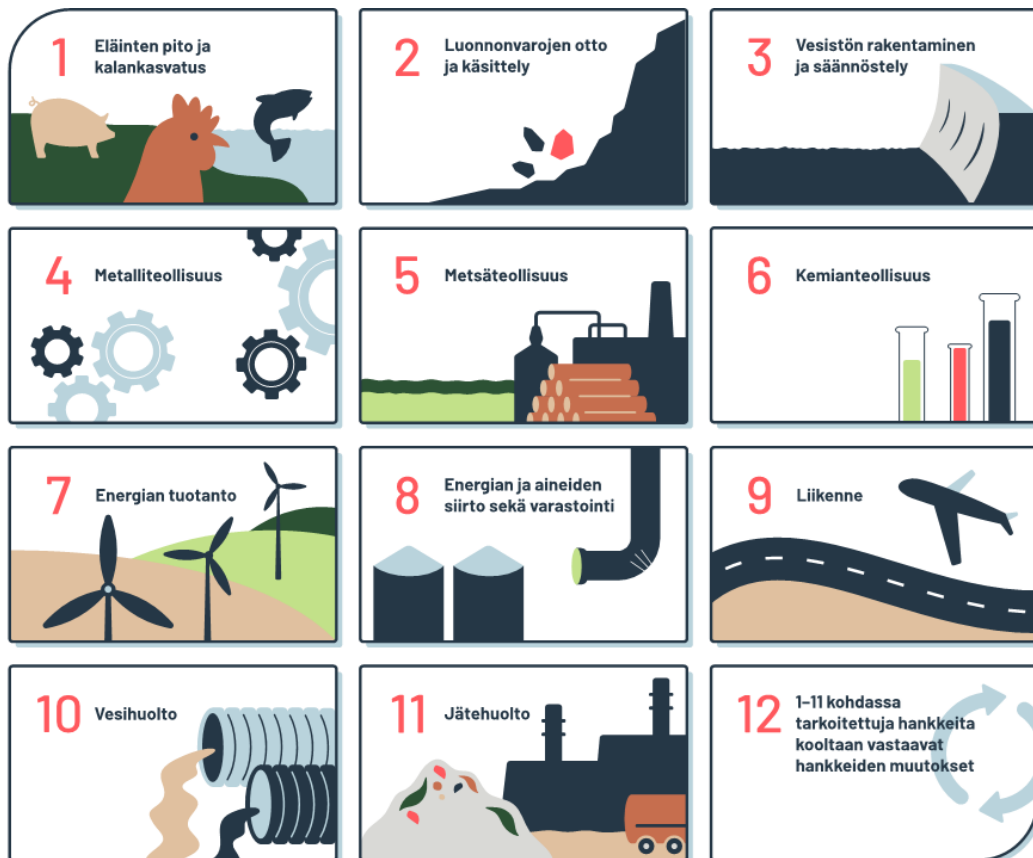 1
Eläinten pito ja
kalankasvatus
2
Luonnonvarojen otto
ja käsittely
3
Vesistön rakentaminen
ja säännöstely
4
Metalliteollisuus
5
Metsäteollisuus
6
Kemianteollisuus
7
Energian tuotanto
8
Energian ja aineiden
siirto sekä varastointi
9
Liikenne
10
Vesihuolto
11
Jätehuolto
12
1–11 kohdassa
tarkoitettuja hankkeita
kooltaan vastaavat
hankkeiden muutokset